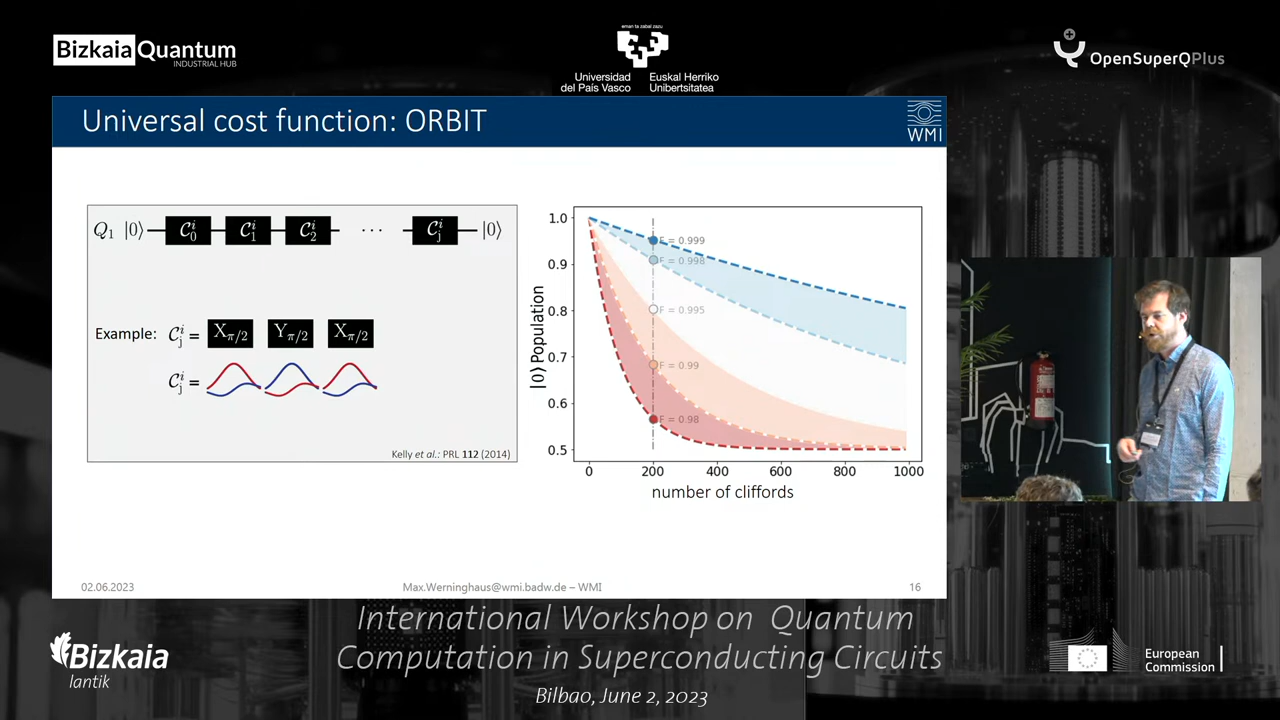 Bizkaia Quantum
INDUSTRIAL HUB
eman ta zabal zazu
Universidad del País Vasco
Euskal Herriko Unibertsitatea
OpenSuperQPlus
Universal cost function: ORBIT
WMI
Q1 |0⟩ 𝒞₀ⁱ 𝒞₁ⁱ 𝒞₂ⁱ ⋯ 𝒞ⱼⁱ |0⟩
Example: 𝒞ⱼⁱ = Xπ/2 Yπ/2 Xπ/2
𝒞ⱼⁱ =
Kelly et al.: PRL 112 (2014)
|0⟩ Population
1.0
0.9
0.8
0.7
0.6
0.5
F = 0.999
F = 0.998
F = 0.995
F = 0.99
F = 0.98
0 200 400 600 800 1000
number of cliffords
02.06.2023
Max.Werninghaus@wmi.badw.de – WMI
16
International Workshop on Quantum
Computation in Superconducting Circuits
Bilbao, June 2, 2023
Bizkaia
lantik
European
Commission